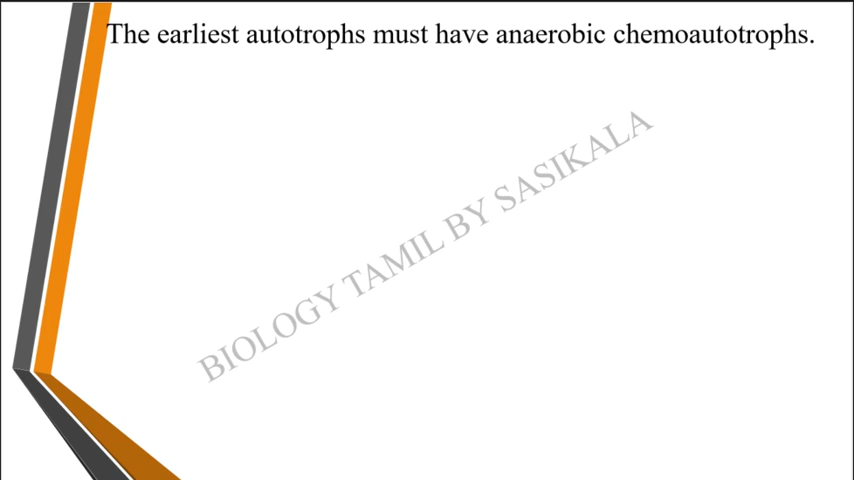 The earliest autotrophs must have anaerobic chemoautotrophs.
BIOLOGY TAMIL BY SASIKALA